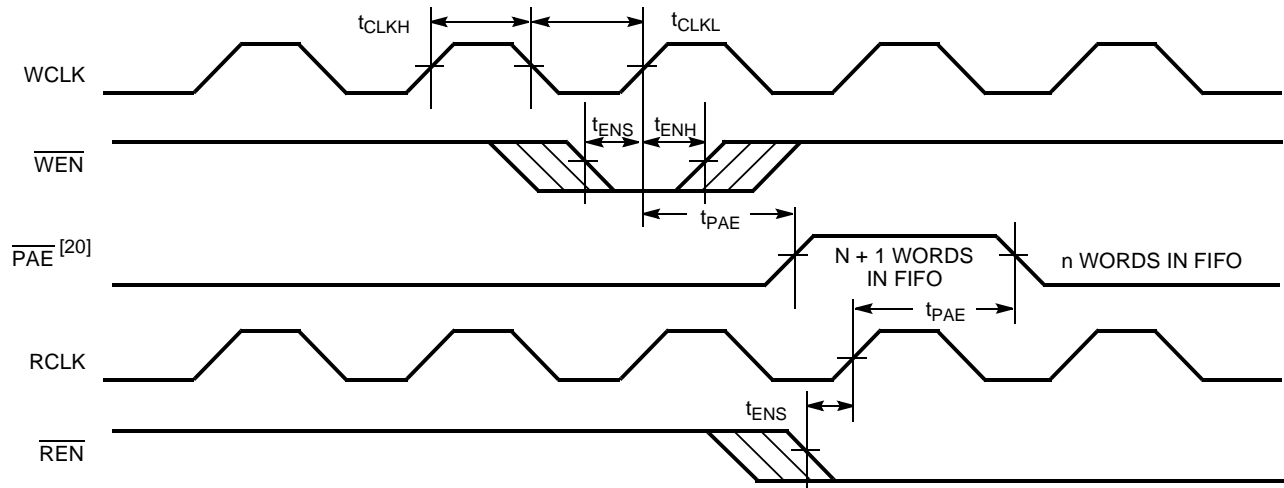 tCLKH
tCLKL
WCLK
tENS
tENH
WEN
tPAE
PAE [20]
N + 1 WORDS
IN FIFO
n WORDS IN FIFO
tPAE
RCLK
tENS
REN